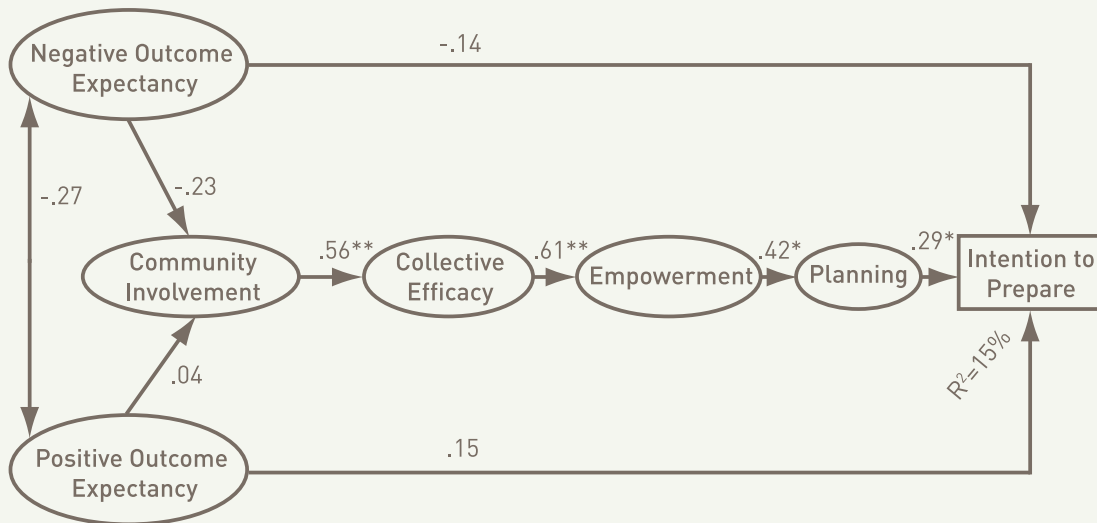 Negative Outcome
Expectancy
-.14
-.27
-.23
Community
Involvement
.56**
Collective
Efficacy
.61**
Empowerment
.42*
Planning
.29*
Intention to
Prepare
.04
R²=15%
Positive Outcome
Expectancy
.15